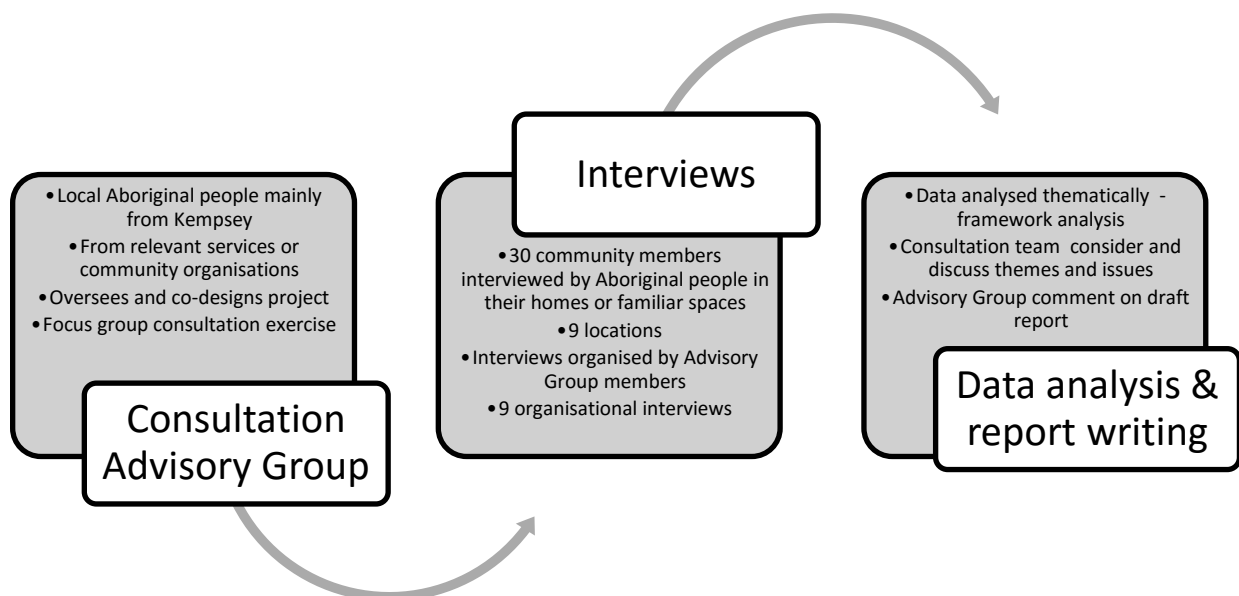 •Local Aboriginal people mainly
from Kempsey
•From relevant services or
community organisations
•Oversees and co-designs project
•Focus group consultation exercise
Consultation
Advisory Group
Interviews
•30 community members
interviewed by Aboriginal people in
their homes or familiar spaces
•9 locations
•Interviews organised by Advisory
Group members
•9 organisational interviews
•Data analysed thematically -
framework analysis
•Consultation team consider and
discuss themes and issues
•Advisory Group comment on draft
report
Data analysis &
report writing